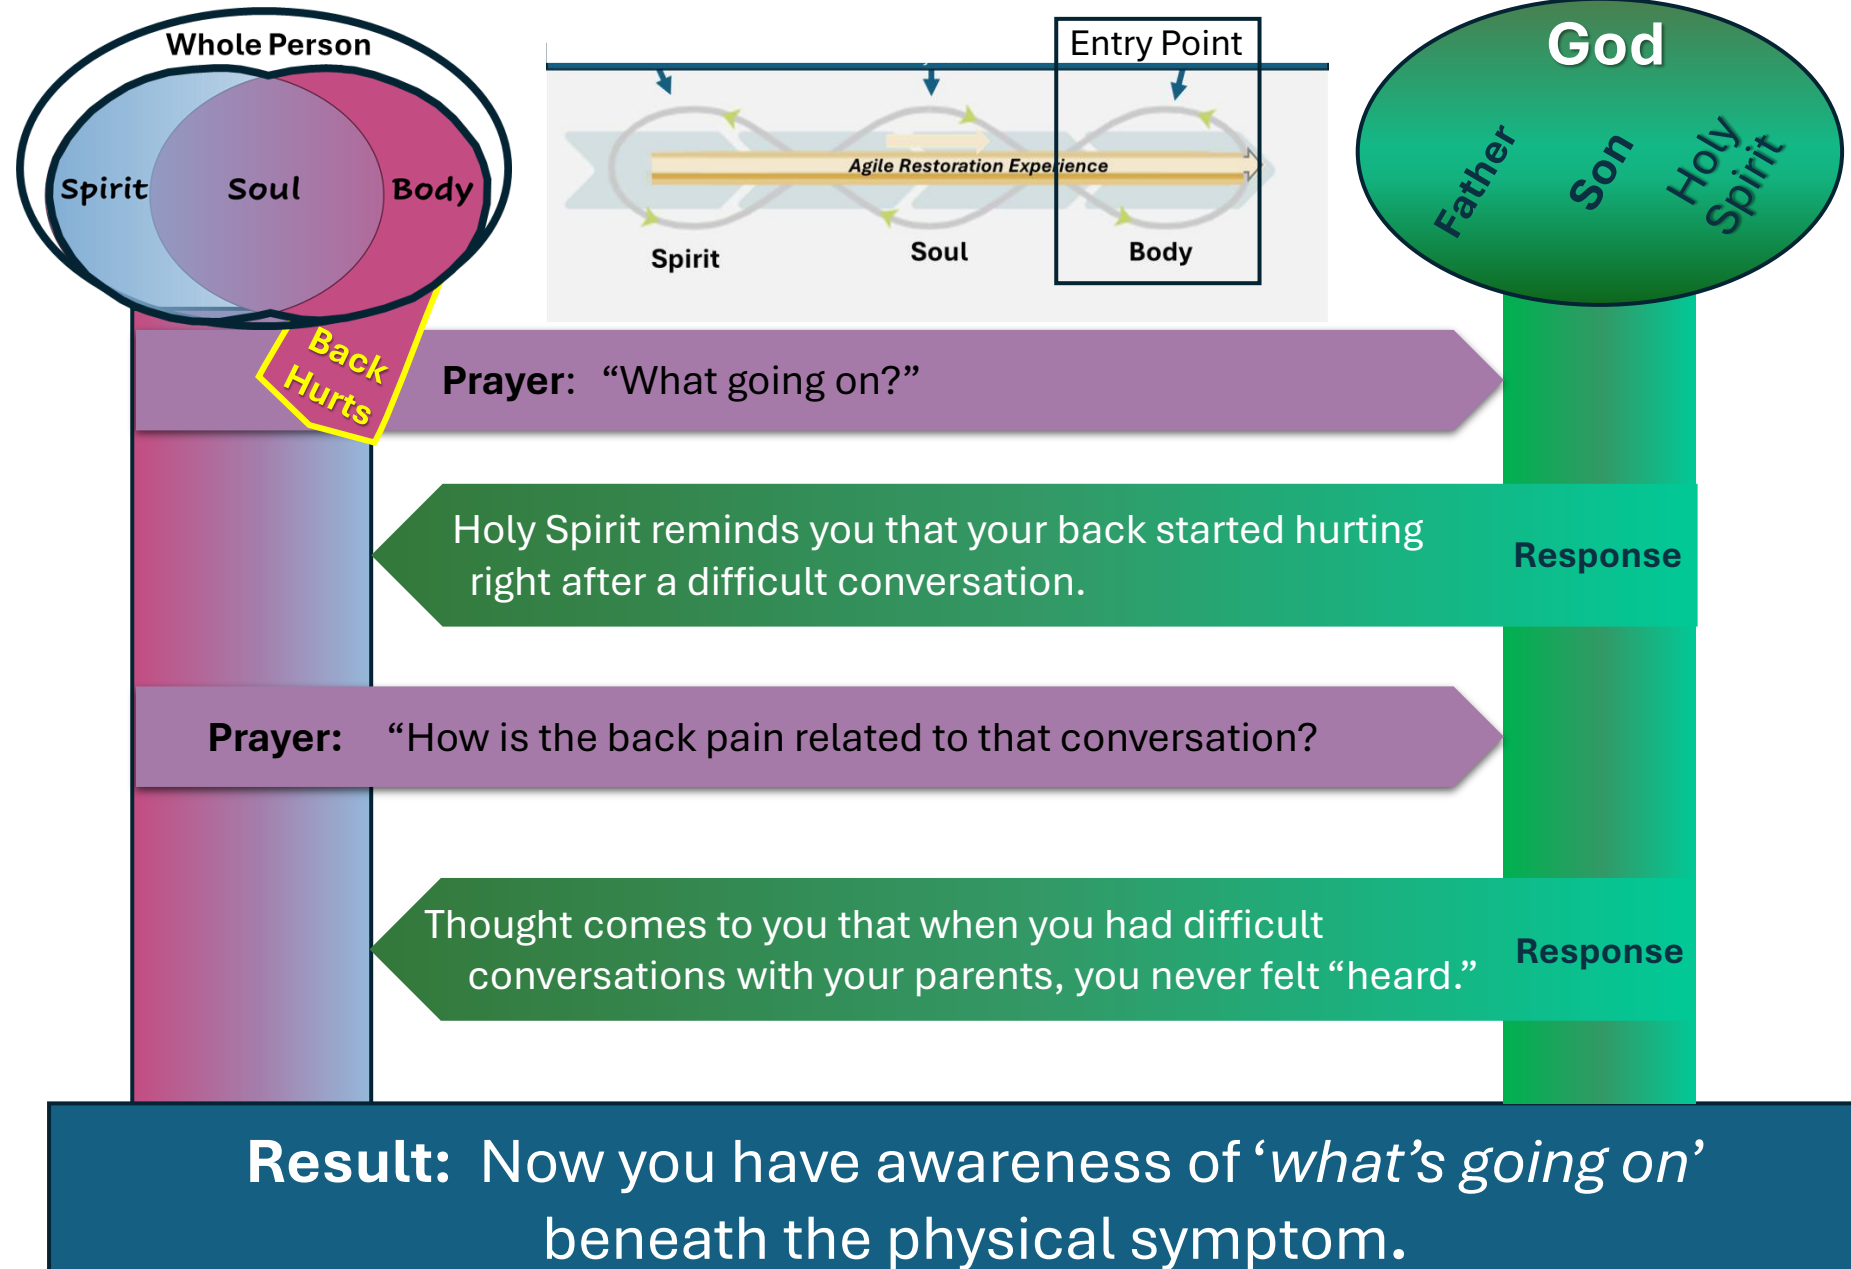 Whole Person
Spirit
Soul
Body
Entry Point
Agile Restoration Experience
Spirit
Soul
Body
God
Father
Son
Holy
Spirit
Back
Hurts
Prayer: “What going on?”
Holy Spirit reminds you that your back started hurting
right after a difficult conversation.
Response
Prayer: “How is the back pain related to that conversation?
Thought comes to you that when you had difficult
conversations with your parents, you never felt “heard.”
Response
Result: Now you have awareness of ‘what’s going on’
beneath the physical symptom.